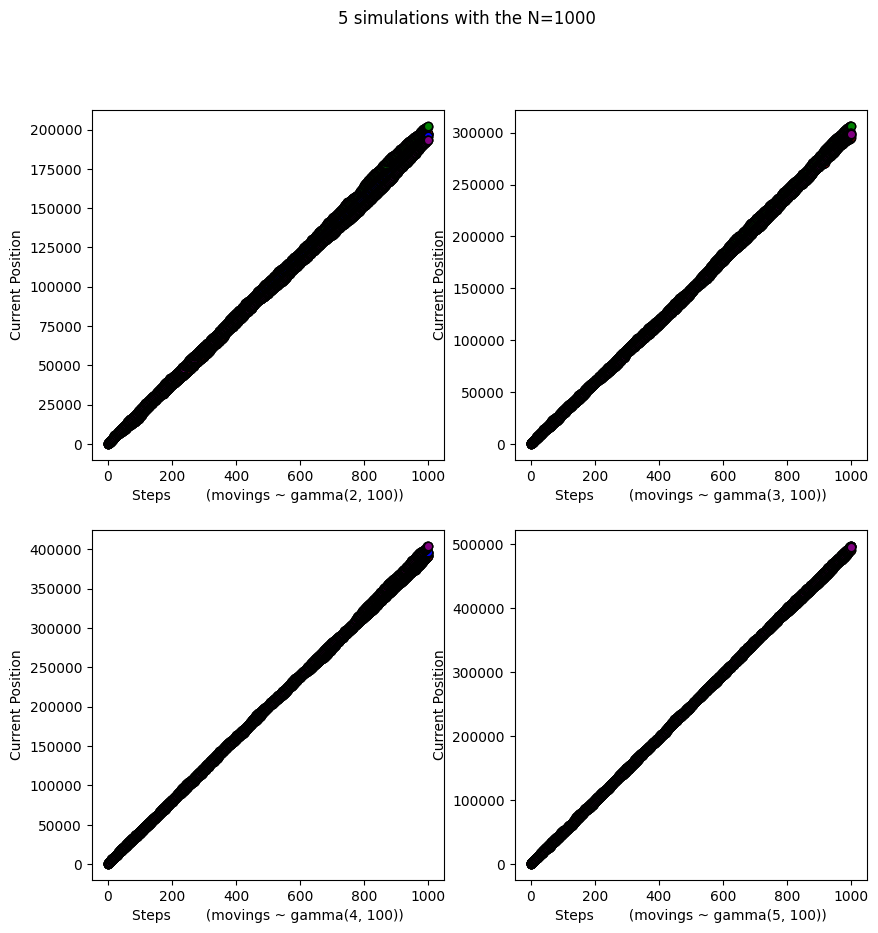 5 simulations with the N=1000
200000
175000
150000
125000
100000
75000
50000
25000
0
Current Position
0 200 400 600 800 1000
Steps (movings ~ gamma(2, 100))
300000
250000
200000
150000
100000
50000
0
Current Position
0 200 400 600 800 1000
Steps (movings ~ gamma(3, 100))
400000
350000
300000
250000
200000
150000
100000
50000
0
Current Position
0 200 400 600 800 1000
Steps (movings ~ gamma(4, 100))
500000
400000
300000
200000
100000
0
Current Position
0 200 400 600 800 1000
Steps (movings ~ gamma(5, 100))